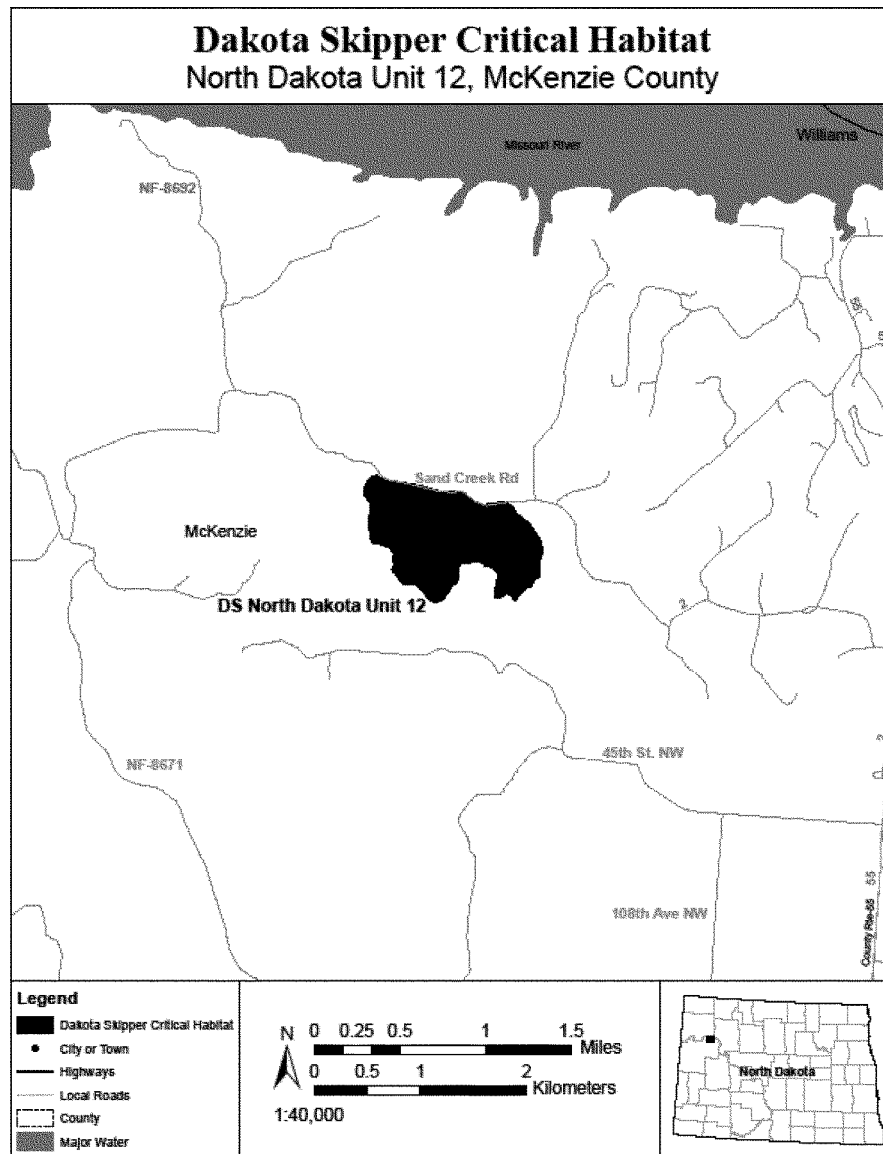 Dakota Skipper Critical Habitat
North Dakota Unit 12, McKenzie County
Williams
Missouri River
NF-8692
Sand Creek Rd
McKenzie
DS North Dakota Unit 12
2
45th St. NW
NF-8671
108th Ave NW
County Rte-55 55
Legend
Dakota Skipper Critical Habitat
City or Town
Highways
Local Roads
County
Major Water
N
0 0.25 0.5 1 1.5
Miles
0 0.5 1 2
Kilometers
1:40,000
North Dakota